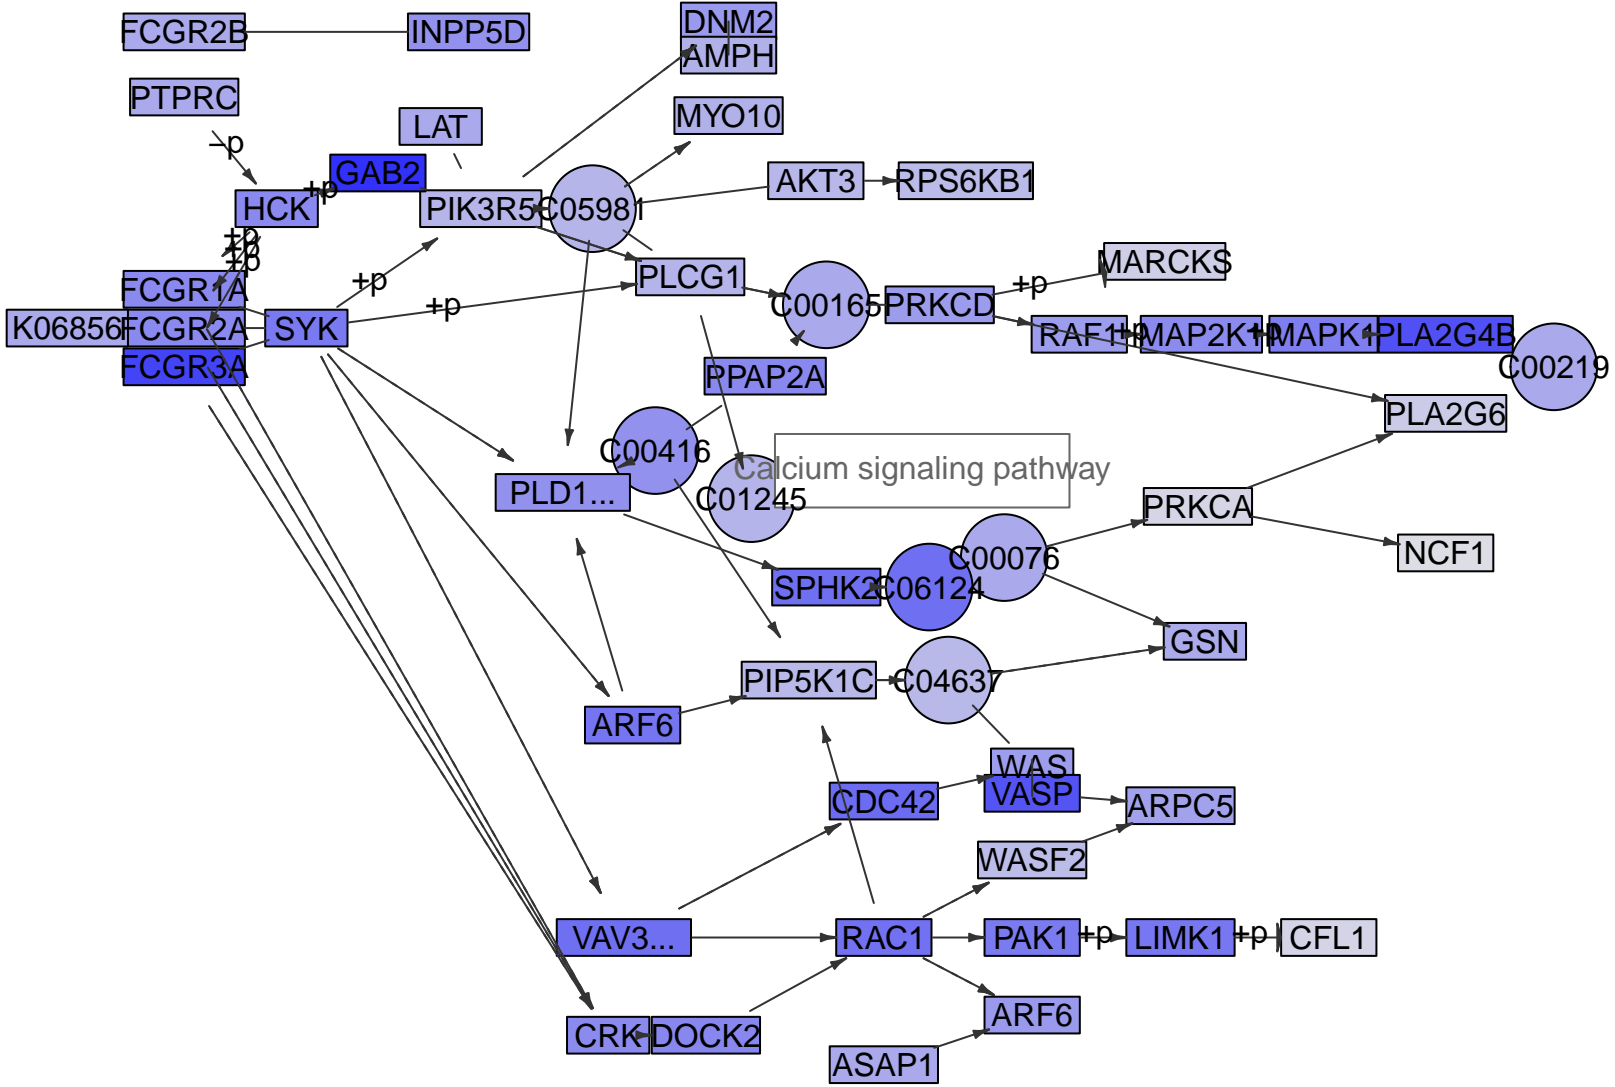 DNM2
FCGR2B
INPP5D
AMPH
PTPRC
MYO10
LAT
–p
GAB2
AKT3
RPS6KB1
+p
HCK
PIK3R5
C05981
+p
+p
+p
MARCKS
PLCG1
+p
+p
FCGR1A
C00165
PRKCD
+p
K06856
FCGR2A
SYK
RAF1
+p
MAP2K1
+p
MAPK1
PLA2G4B
FCGR3A
C00219
PPAP2A
PLA2G6
C00416
Calcium signaling pathway
PLD1...
C01245
PRKCA
NCF1
C00076
SPHK2
C06124
GSN
PIP5K1C
C04637
ARF6
WAS
VASP
CDC42
ARPC5
WASF2
VAV3...
RAC1
PAK1
+p
LIMK1
+p
CFL1
ARF6
CRK
DOCK2
ASAP1